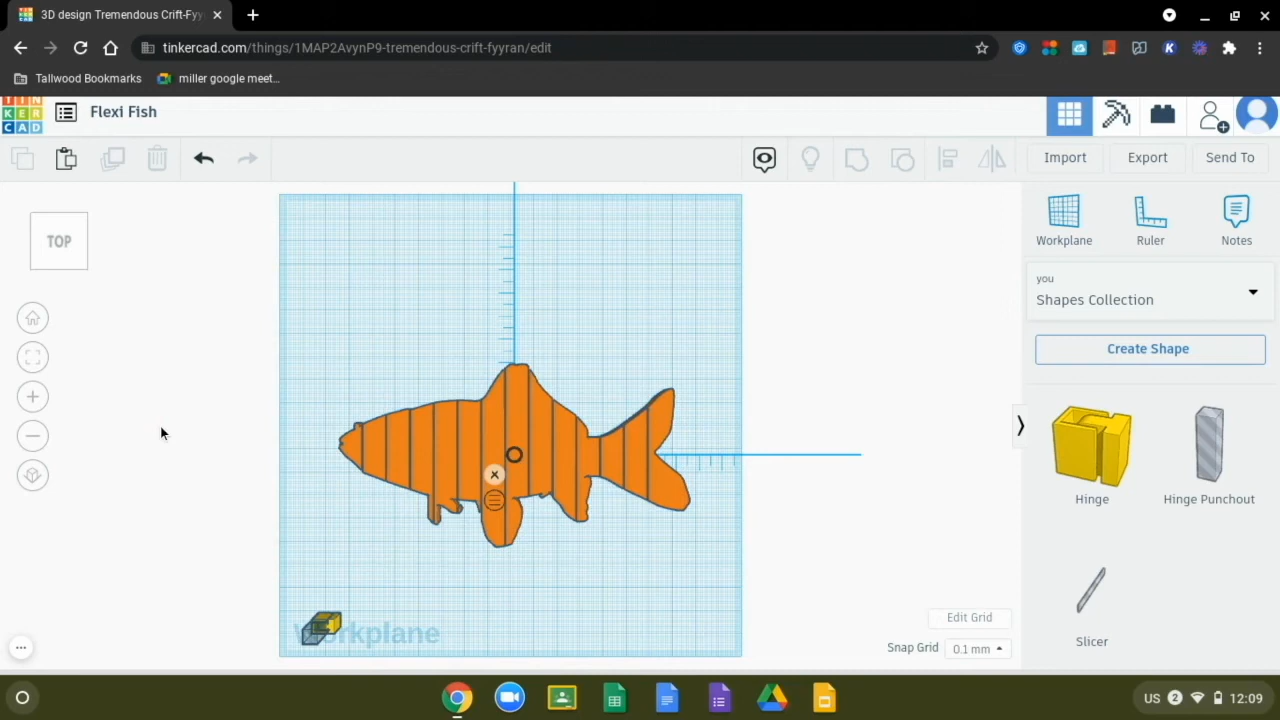 3D design Tremendous Crift-Fyy
tinkercad.com/things/1MAP2AvynP9-tremendous-crift-fyyran/edit
Tallwood Bookmarks
miller google meet...
TIN
KER
CAD
Flexi Fish
Import
Export
Send To
TOP
Workplane
Ruler
Notes
you
Shapes Collection
Create Shape
Hinge
Hinge Punchout
Slicer
Workplane
Edit Grid
Snap Grid
0.1 mm
US
2
12:09